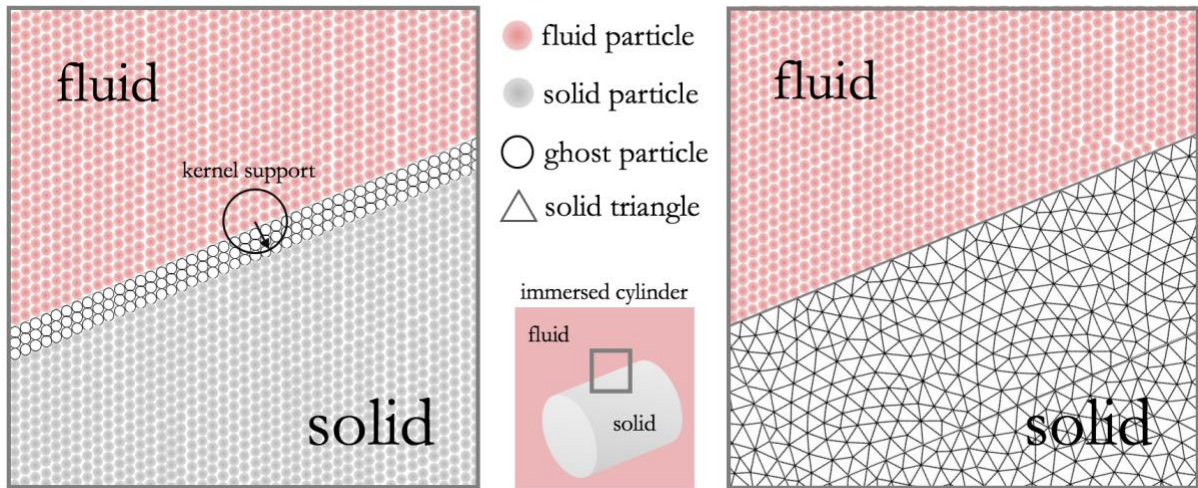 fluid
kernel support
solid
fluid particle
solid particle
ghost particle
solid triangle
immersed cylinder
fluid
solid
fluid
solid